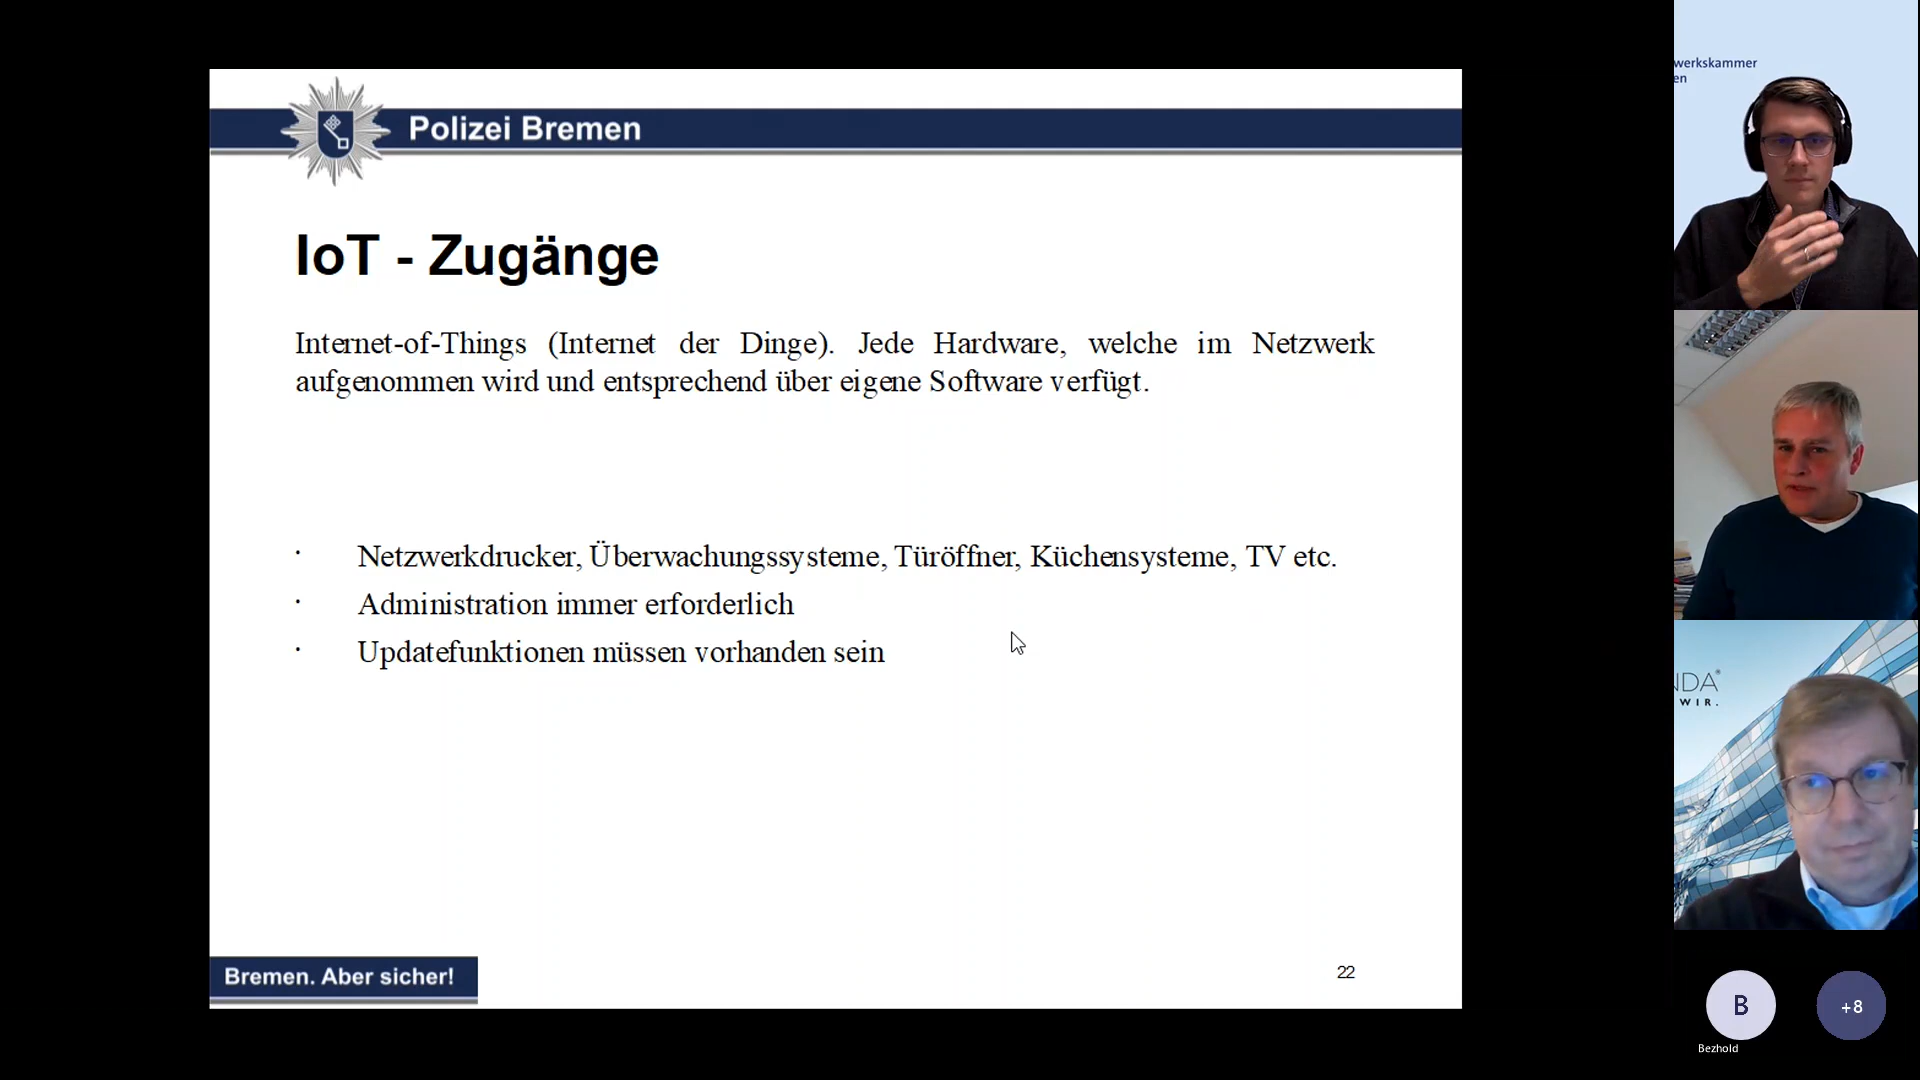 Polizei Bremen
IoT - Zugänge
Internet-of-Things (Internet der Dinge). Jede Hardware, welche im Netzwerk
aufgenommen wird und entsprechend über eigene Software verfügt.
· Netzwerkdrucker, Überwachungssysteme, Türöffner, Küchensysteme, TV etc.
· Administration immer erforderlich
· Updatefunktionen müssen vorhanden sein
Bremen. Aber sicher!
22
werkskammer
en
NDA®
WIR.
B
+8
Bezhold